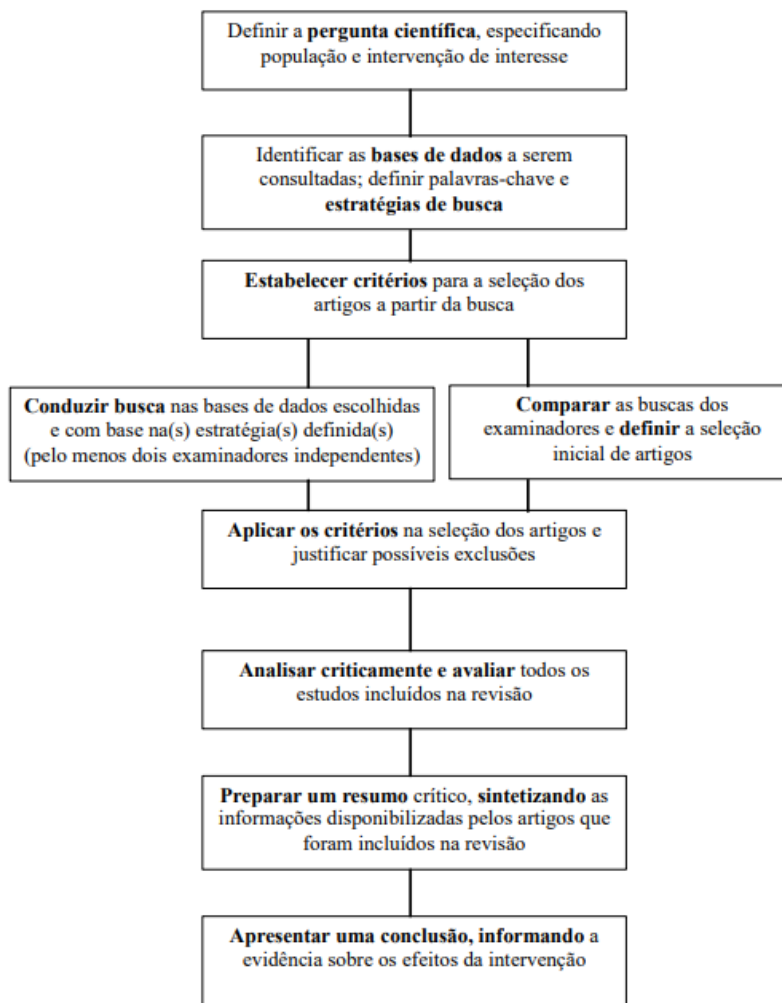 Definir a pergunta científica, especificando
população e intervenção de interesse
Identificar as bases de dados a serem
consultadas; definir palavras-chave e
estratégias de busca
Estabelecer critérios para a seleção dos
artigos a partir da busca
Conduzir busca nas bases de dados escolhidas
e com base na(s) estratégia(s) definida(s)
(pelo menos dois examinadores independentes)
Comparar as buscas dos
examinadores e definir a seleção
inicial de artigos
Aplicar os critérios na seleção dos artigos e
justificar possíveis exclusões
Analisar criticamente e avaliar todos os
estudos incluídos na revisão
Preparar um resumo crítico, sintetizando as
informações disponibilizadas pelos artigos que
foram incluídos na revisão
Apresentar uma conclusão, informando a
evidência sobre os efeitos da intervenção